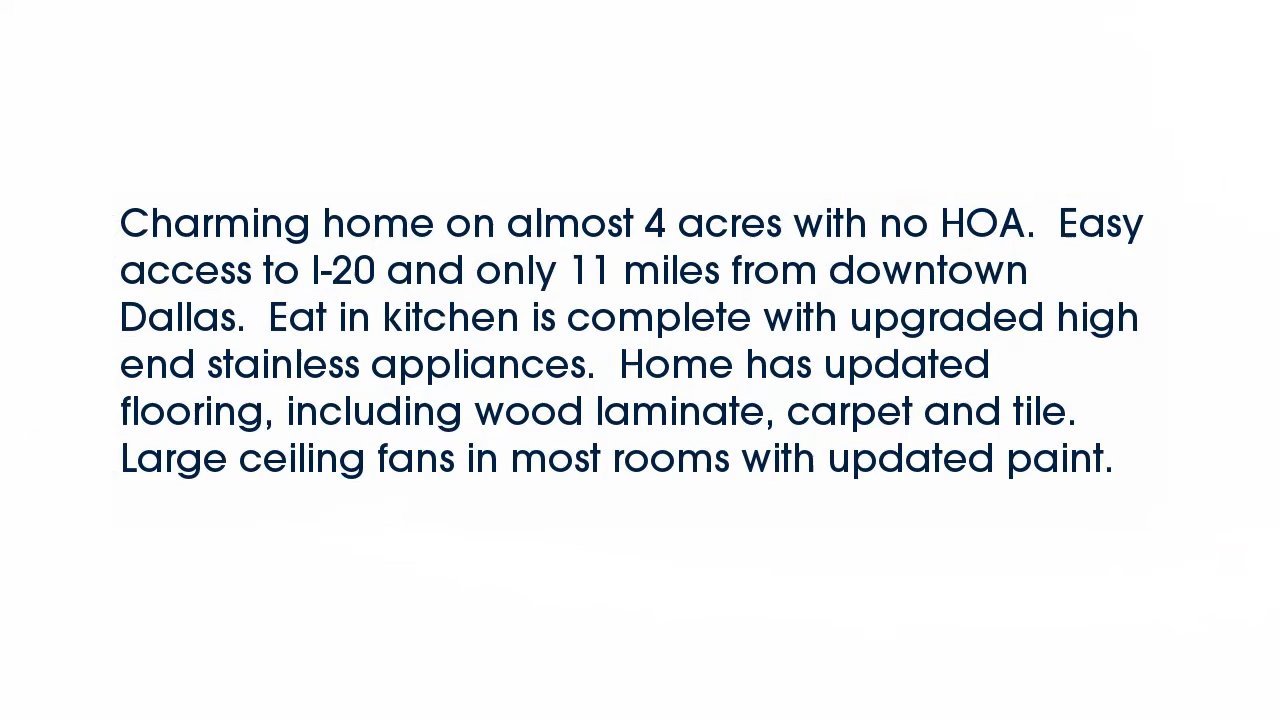 Charming home on almost 4 acres with no HOA.  Easy
access to I-20 and only 11 miles from downtown
Dallas.  Eat in kitchen is complete with upgraded high
end stainless appliances.  Home has updated
flooring, including wood laminate, carpet and tile.
Large ceiling fans in most rooms with updated paint.